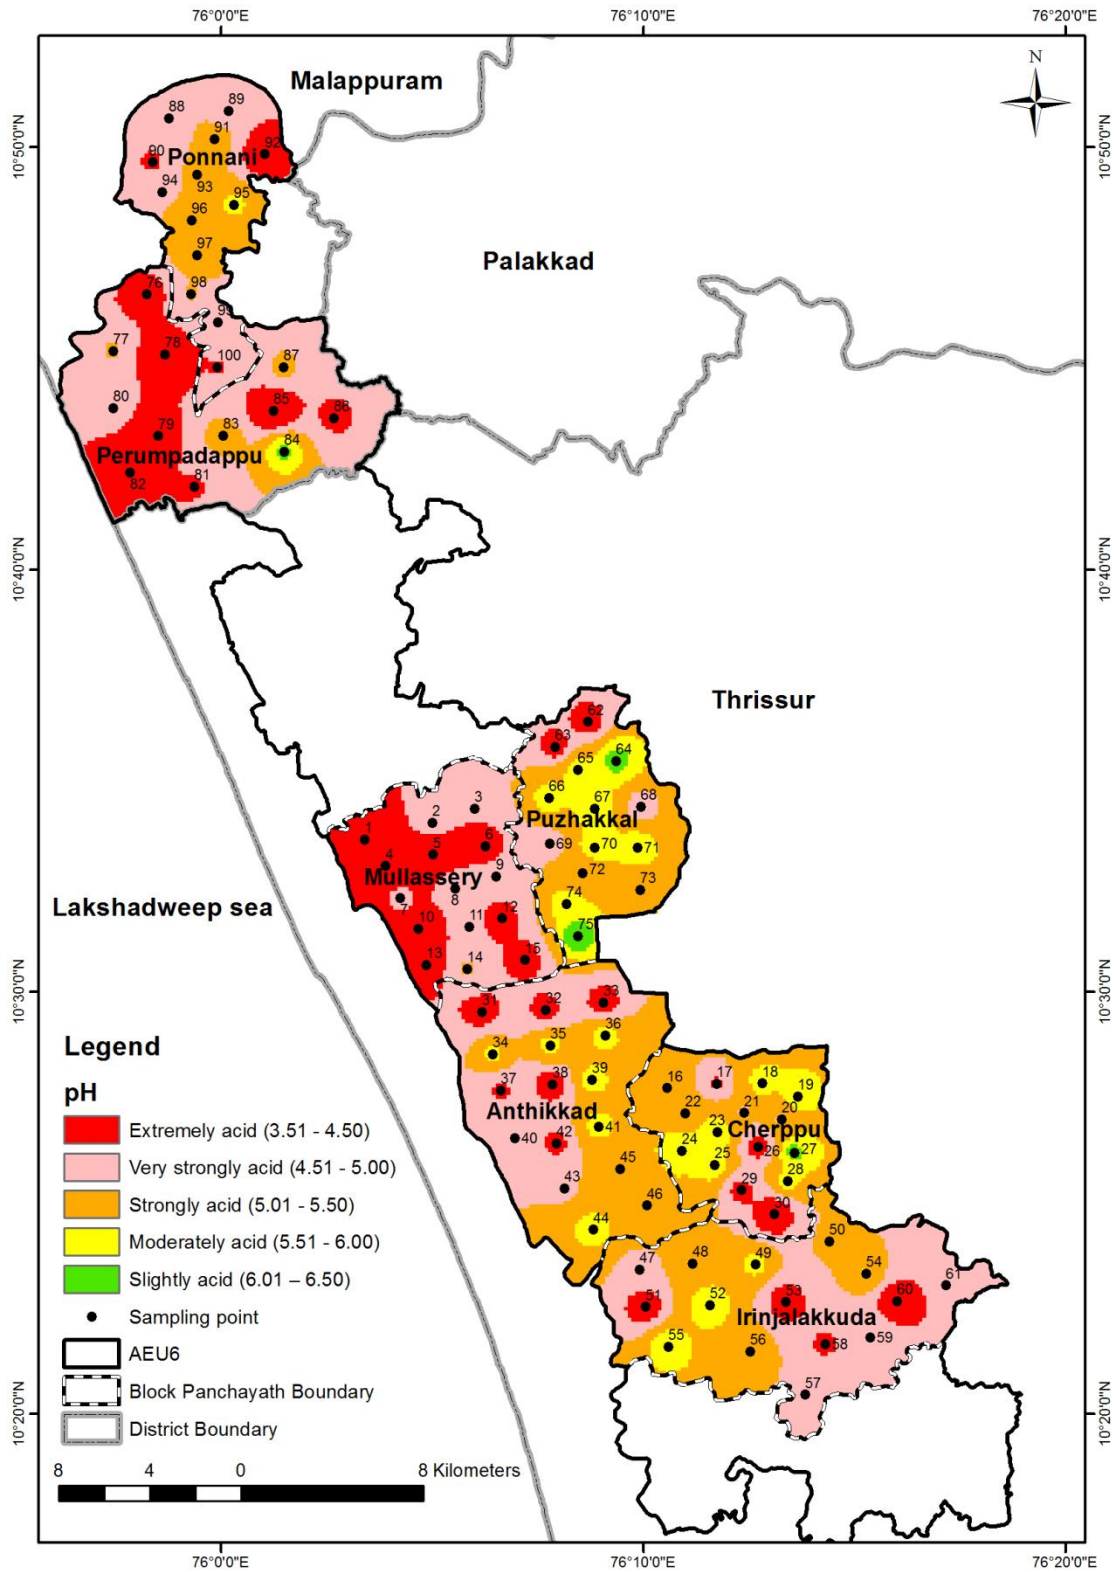 76°0'0"E 76°10'0"E 76°20'0"E
N
Malappuram
88 89
91
92
90
Ponnani
10°50'0"N 10°50'0"N
94 93 95
96
97
Palakkad
76 98
99
77 78 100 87
80 85 86
79 83 84
Perumpadappu
82 81
10°40'0"N 10°40'0"N
Thrissur
62
63 64
65
66 67 68
Puzhakkal
69 70 71
72 73
74
75
3
2
1
5 6
4
Mullassery
9
8
7
10 11 12
13 14 15
Lakshadweep sea
10°30'0"N 10°30'0"N
31 32 33
34 35 36
37 38 39
Anthikkad
40 41
42
43 45
46
44
16 17 18 19
22 21 20
23 Cherppu
24 25 26 27
28
29
30
50
47 48 49 54
61
51 52 53 60
Irinjalakkuda
55 56 58 59
57
10°20'0"N 10°20'0"N
Legend
pH
Extremely acid (3.51 - 4.50)
Very strongly acid (4.51 - 5.00)
Strongly acid (5.01 - 5.50)
Moderately acid (5.51 - 6.00)
Slightly acid (6.01 – 6.50)
Sampling point
AEU6
Block Panchayath Boundary
District Boundary
8 4 0 8 Kilometers
76°0'0"E 76°10'0"E 76°20'0"E